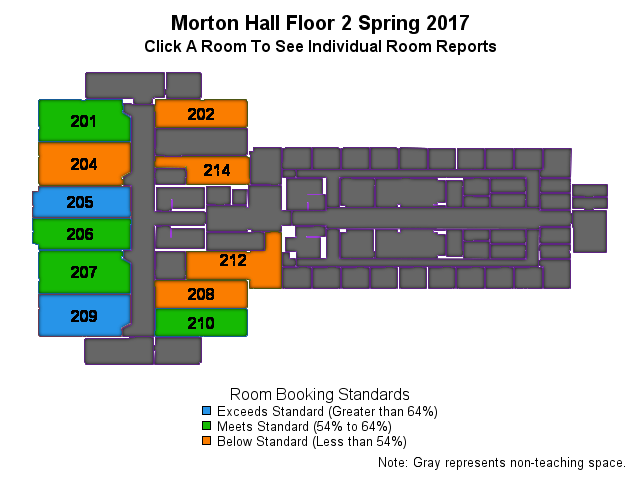 Morton Hall Floor 2 Spring 2017
Click A Room To See Individual Room Reports
201
202
204
214
205
206
207
212
208
209
210
Room Booking Standards
Exceeds Standard (Greater than 64%)
Meets Standard (54% to 64%)
Below Standard (Less than 54%)
Note: Gray represents non-teaching space.